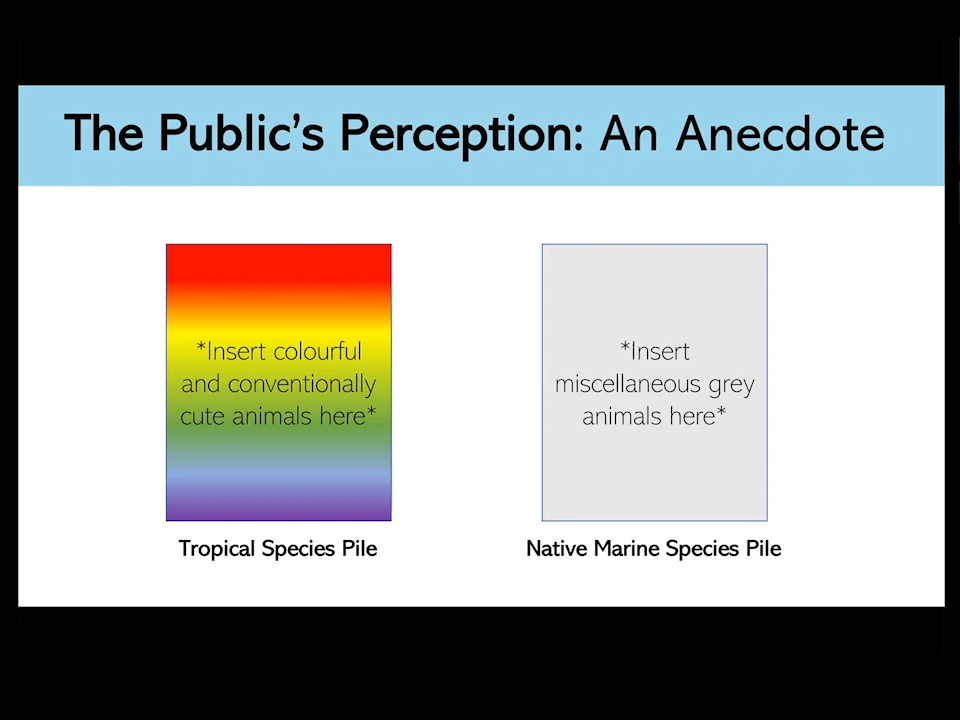 The Public's Perception: An Anecdote
*Insert colourful
and conventionally
cute animals here*
*Insert
miscellaneous grey
animals here*
Tropical Species Pile
Native Marine Species Pile